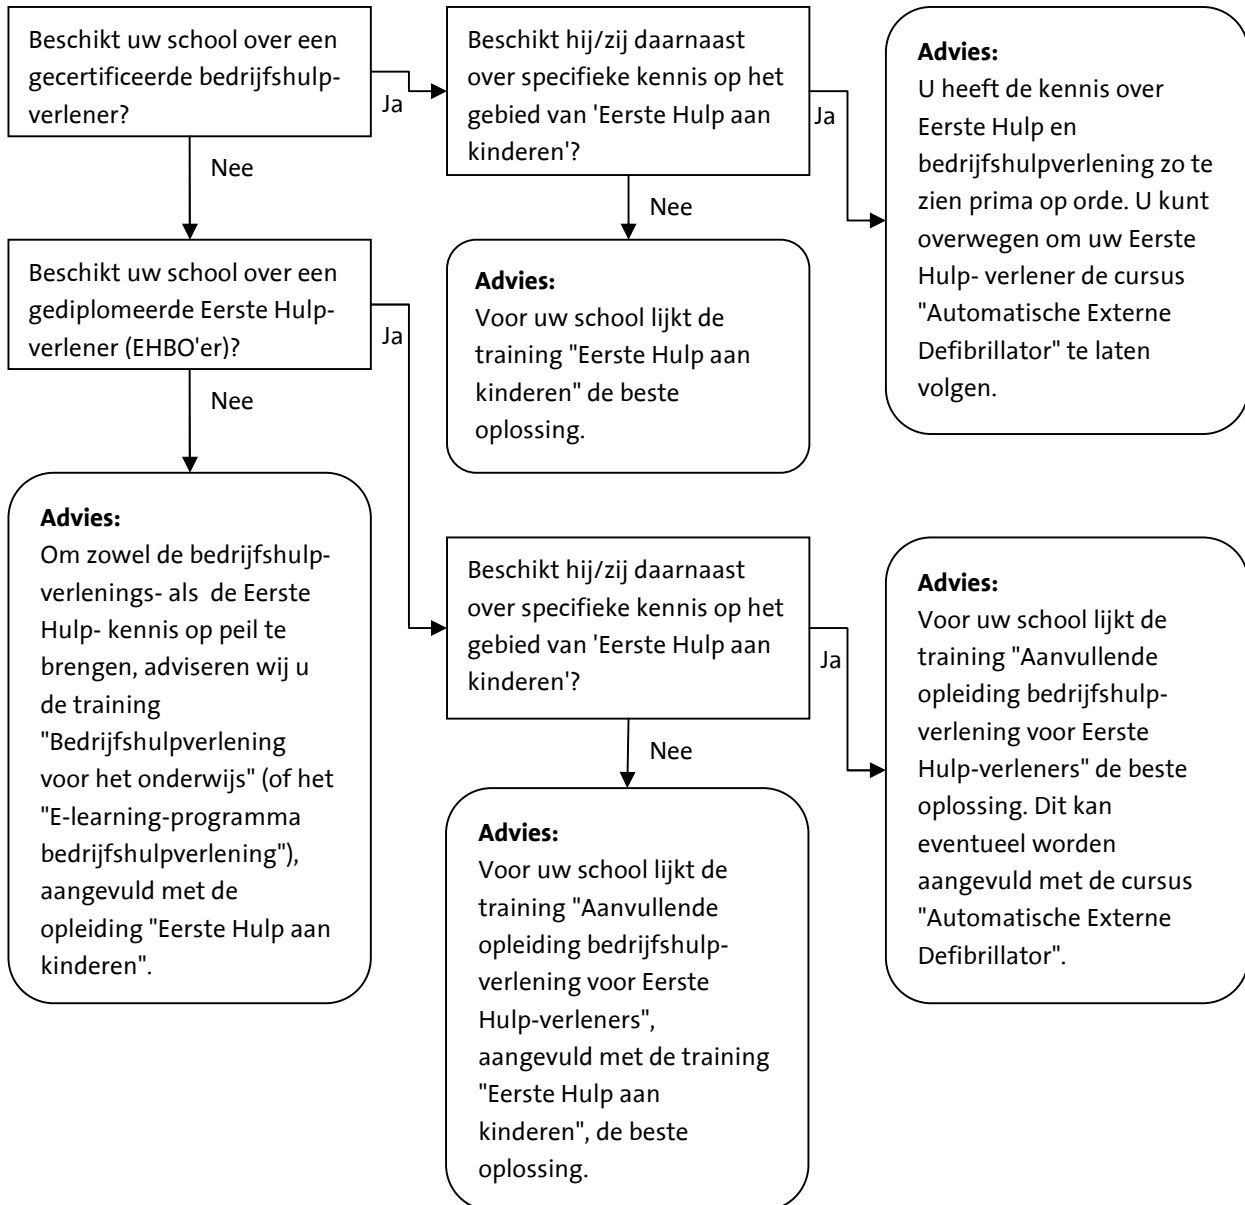 Beschikt uw school over een
gecertificeerde bedrijfshulp-
verlener?
Ja
Nee
Beschikt hij/zij daarnaast
over specifieke kennis op het
gebied van 'Eerste Hulp aan
kinderen'?
Ja
Nee
Advies:
U heeft de kennis over
Eerste Hulp en
bedrijfshulpverlening zo te
zien prima op orde. U kunt
overwegen om uw Eerste
Hulp- verlener de cursus
"Automatische Externe
Defibrillator" te laten
volgen.
Advies:
Voor uw school lijkt de
training "Eerste Hulp aan
kinderen" de beste
oplossing.
Beschikt uw school over een
gediplomeerde Eerste Hulp-
verlener (EHBO'er)?
Ja
Nee
Advies:
Om zowel de bedrijfshulp-
verlenings- als  de Eerste
Hulp- kennis op peil te
brengen, adviseren wij u
de training
"Bedrijfshulpverlening
voor het onderwijs" (of het
"E-learning-programma
bedrijfshulpverlening"),
aangevuld met de
opleiding "Eerste Hulp aan
kinderen".
Beschikt hij/zij daarnaast
over specifieke kennis op het
gebied van 'Eerste Hulp aan
kinderen'?
Ja
Nee
Advies:
Voor uw school lijkt de
training "Aanvullende
opleiding bedrijfshulp-
verlening voor Eerste
Hulp-verleners" de beste
oplossing. Dit kan
eventueel worden
aangevuld met de cursus
"Automatische Externe
Defibrillator".
Advies:
Voor uw school lijkt de
training "Aanvullende
opleiding bedrijfshulp-
verlening voor Eerste
Hulp-verleners",
aangevuld met de training
"Eerste Hulp aan
kinderen", de beste
oplossing.